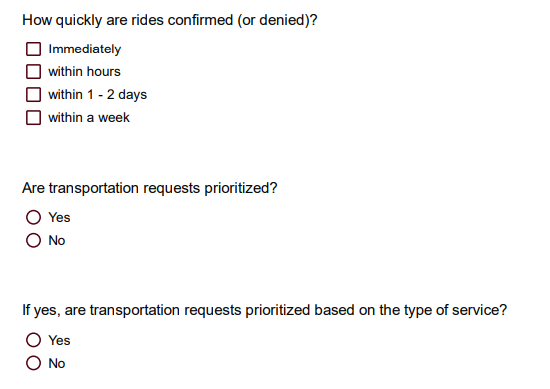 How quickly are rides confirmed (or denied)?
Immediately
within hours
within 1 - 2 days
within a week
Are transportation requests prioritized?
Yes
No
If yes, are transportation requests prioritized based on the type of service?
Yes
No